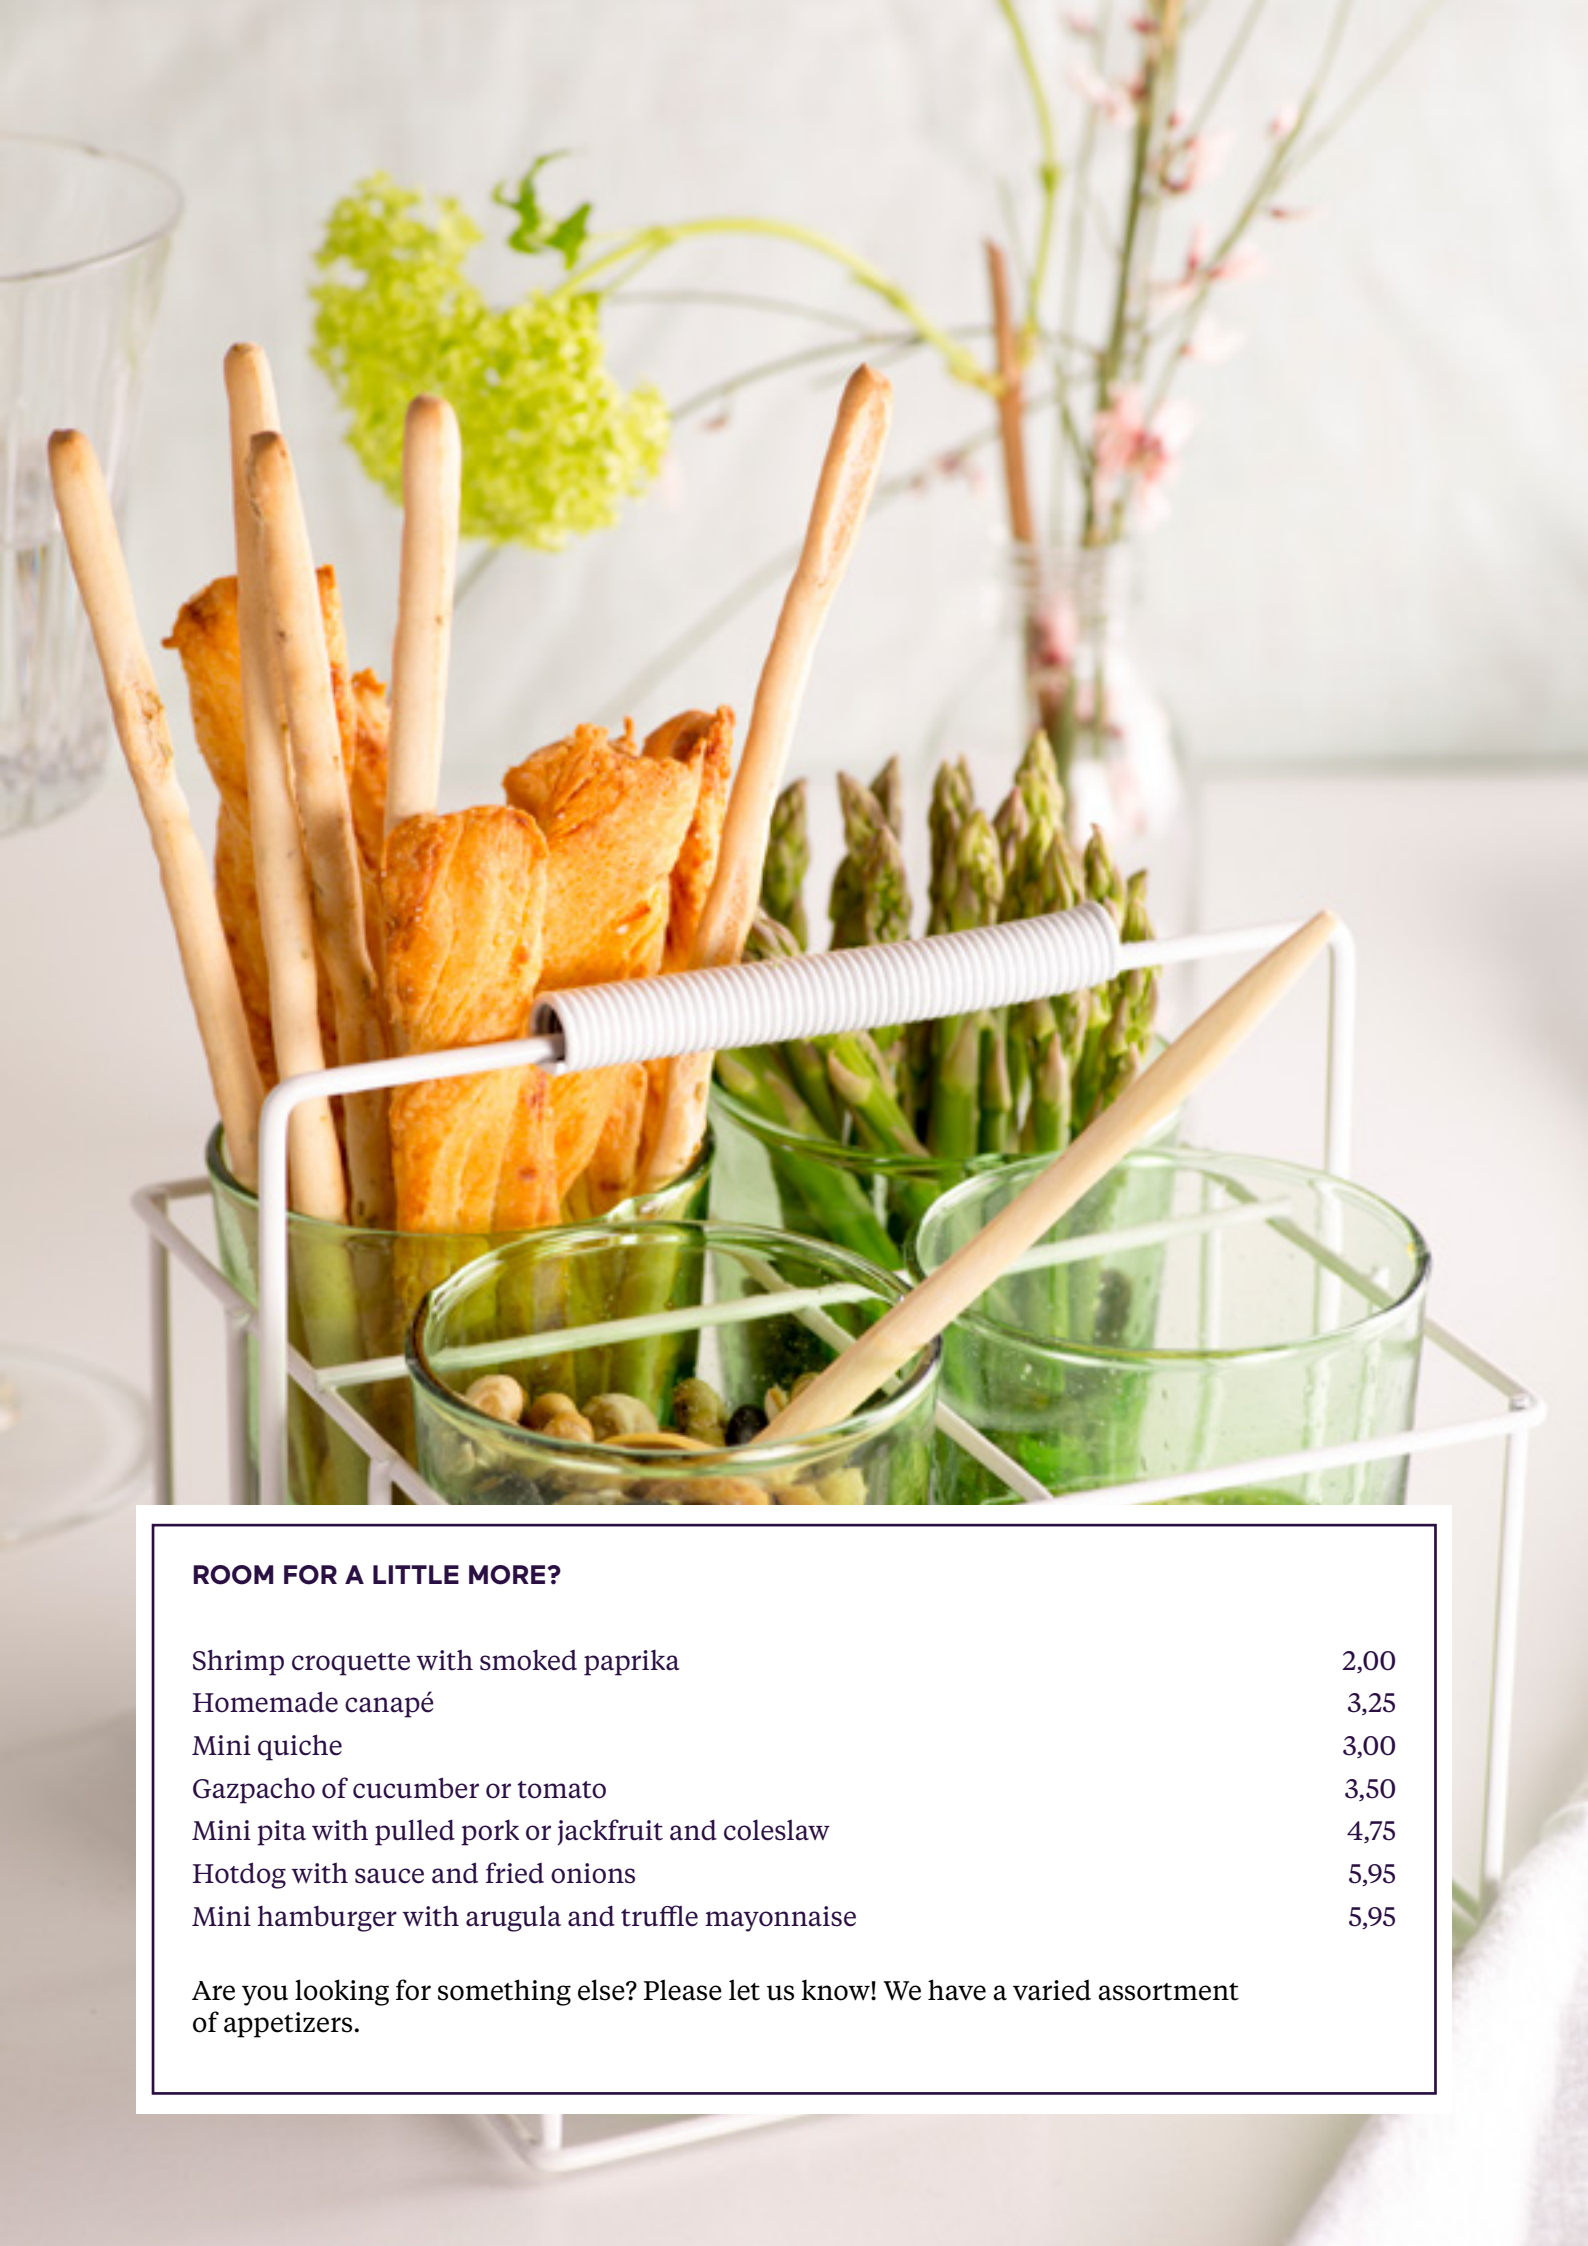 ROOM FOR A LITTLE MORE?
Shrimp croquette with smoked paprika 2,00
Homemade canapé 3,25
Mini quiche 3,00
Gazpacho of cucumber or tomato 3,50
Mini pita with pulled pork or jackfruit and coleslaw 4,75
Hotdog with sauce and fried onions 5,95
Mini hamburger with arugula and truffle mayonnaise 5,95
Are you looking for something else? Please let us know! We have a varied assortment
of appetizers.